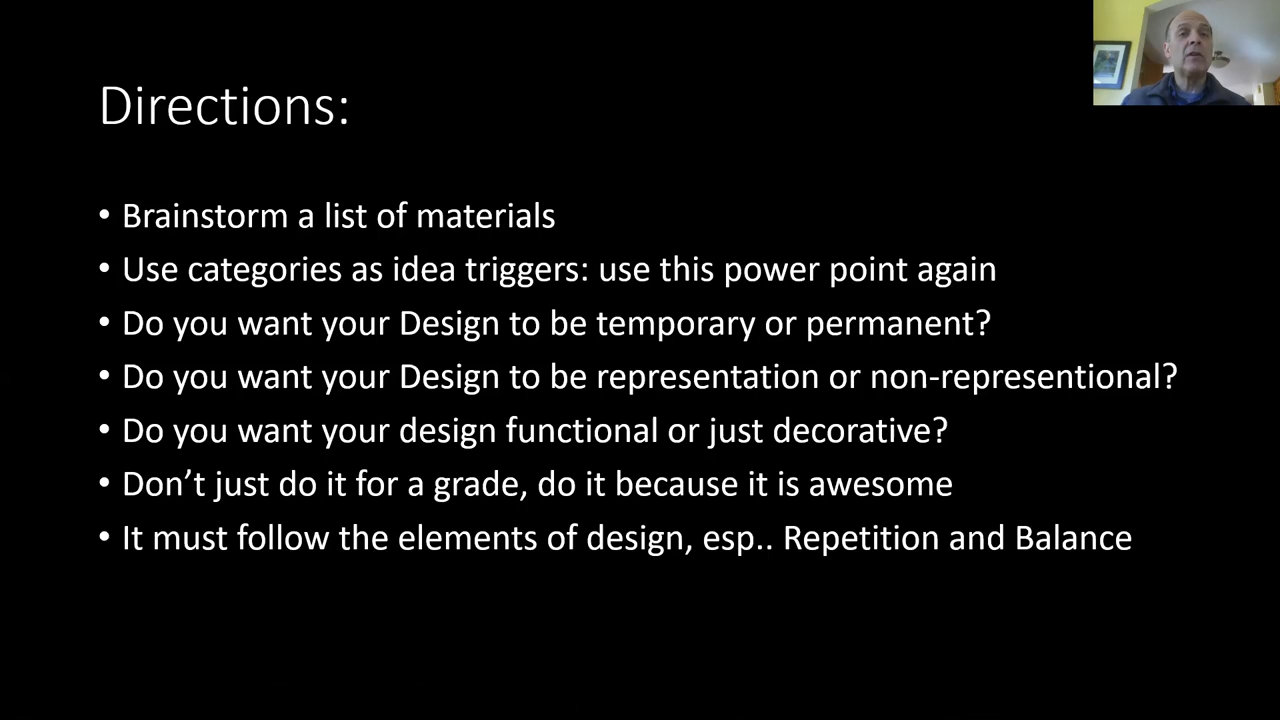 Directions:
• Brainstorm a list of materials
• Use categories as idea triggers: use this power point again
• Do you want your Design to be temporary or permanent?
• Do you want your Design to be representation or non-representional?
• Do you want your design functional or just decorative?
• Don’t just do it for a grade, do it because it is awesome
• It must follow the elements of design, esp.. Repetition and Balance